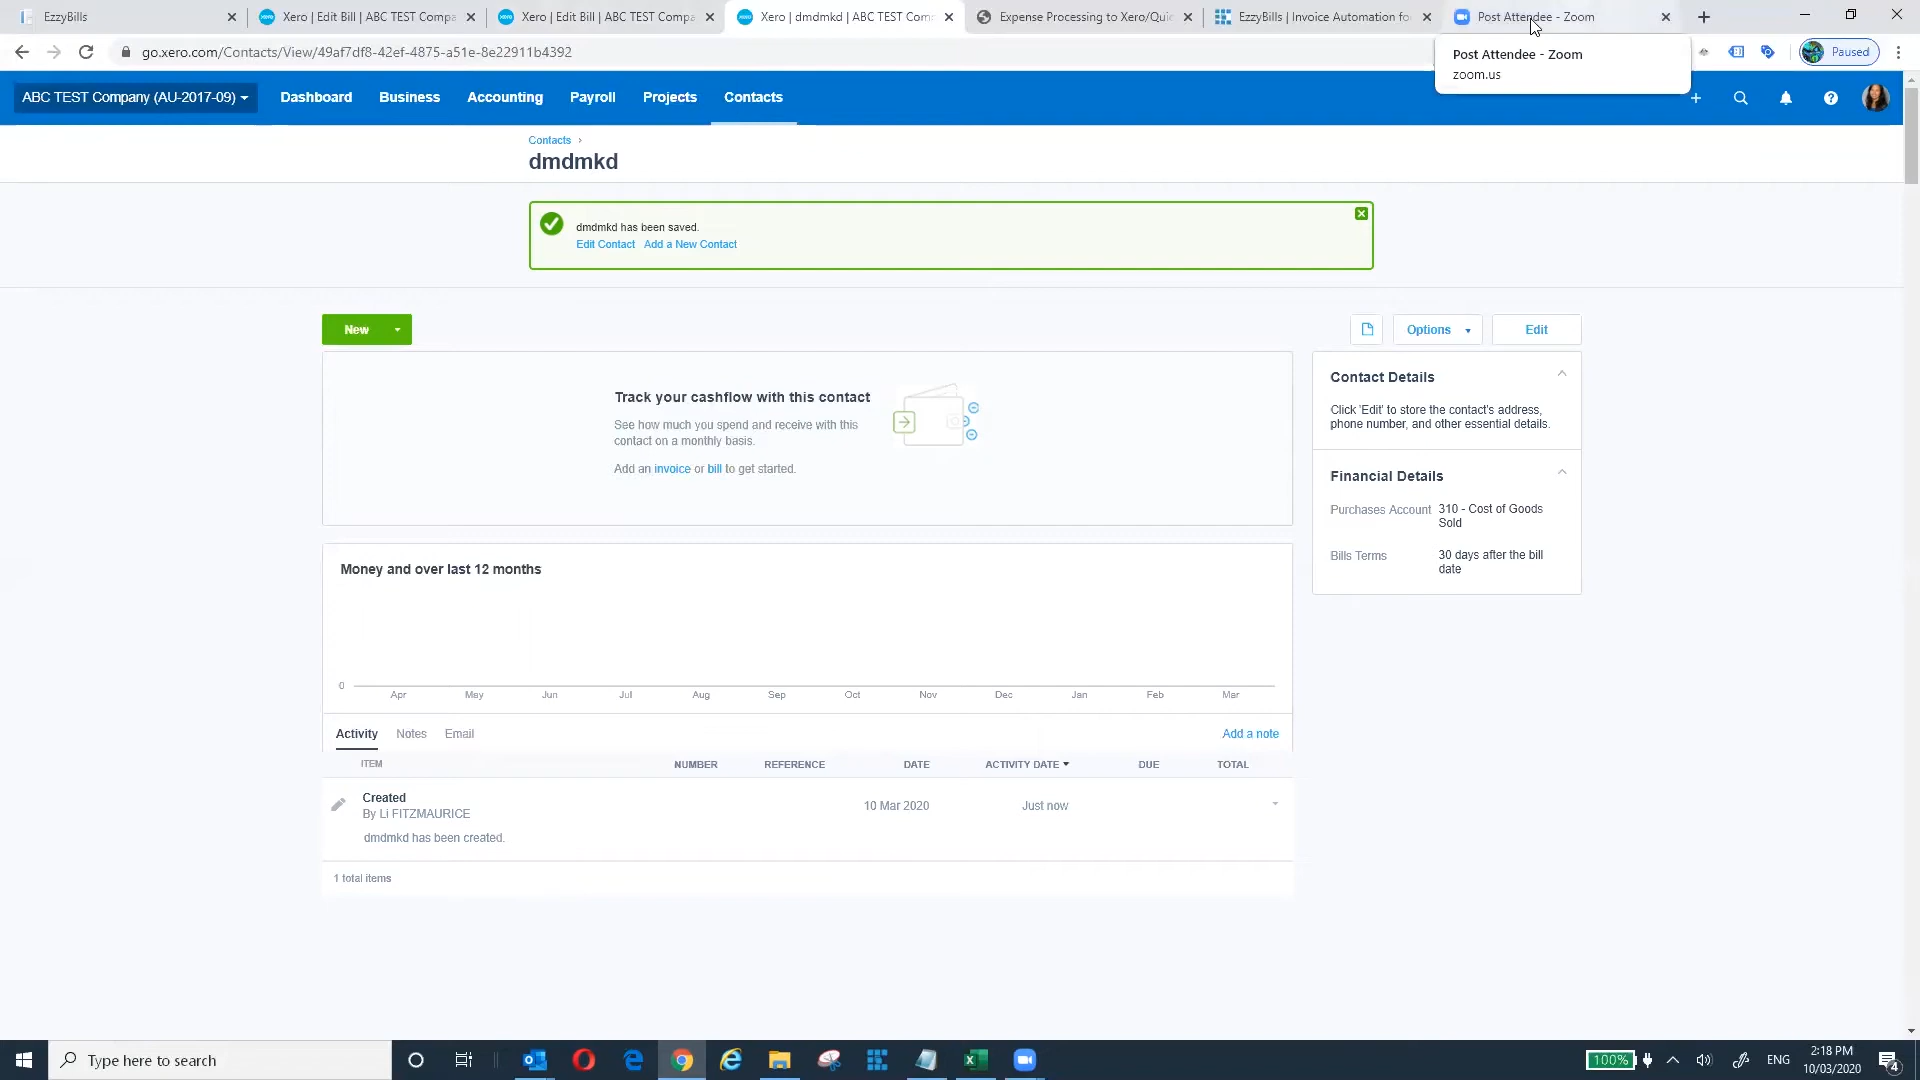 EzzyBills
Xero | Edit Bill | ABC TEST Compa
Xero | Edit Bill | ABC TEST Compa
Xero | dmdmkd | ABC TEST Com
Expense Processing to Xero/Quic
EzzyBills | Invoice Automation fo
Post Attendee - Zoom
go.xero.com/Contacts/View/49af7df8-42ef-4875-a51e-8e22911b4392
Paused
Post Attendee - Zoom
zoom.us
ABC TEST Company (AU-2017-09)
Dashboard
Business
Accounting
Payroll
Projects
Contacts
Contacts ›
dmdmkd
dmdmkd has been saved.
Edit Contact Add a New Contact
New
Options
Edit
Track your cashflow with this contact
See how much you spend and receive with this
contact on a monthly basis.
Add an invoice or bill to get started.
Contact Details
Click 'Edit' to store the contact's address,
phone number, and other essential details.
Financial Details
Purchases Account 310 - Cost of Goods
Sold
Bills Terms 30 days after the bill
date
Money and over last 12 months
0
Apr May Jun Jul Aug Sep Oct Nov Dec Jan Feb Mar
Activity Notes Email Add a note
ITEM NUMBER REFERENCE DATE ACTIVITY DATE DUE TOTAL
Created
By Li FITZMAURICE
10 Mar 2020 Just now
dmdmkd has been created.
1 total items
Type here to search
100%
ENG
2:18 PM
10/03/2020
4